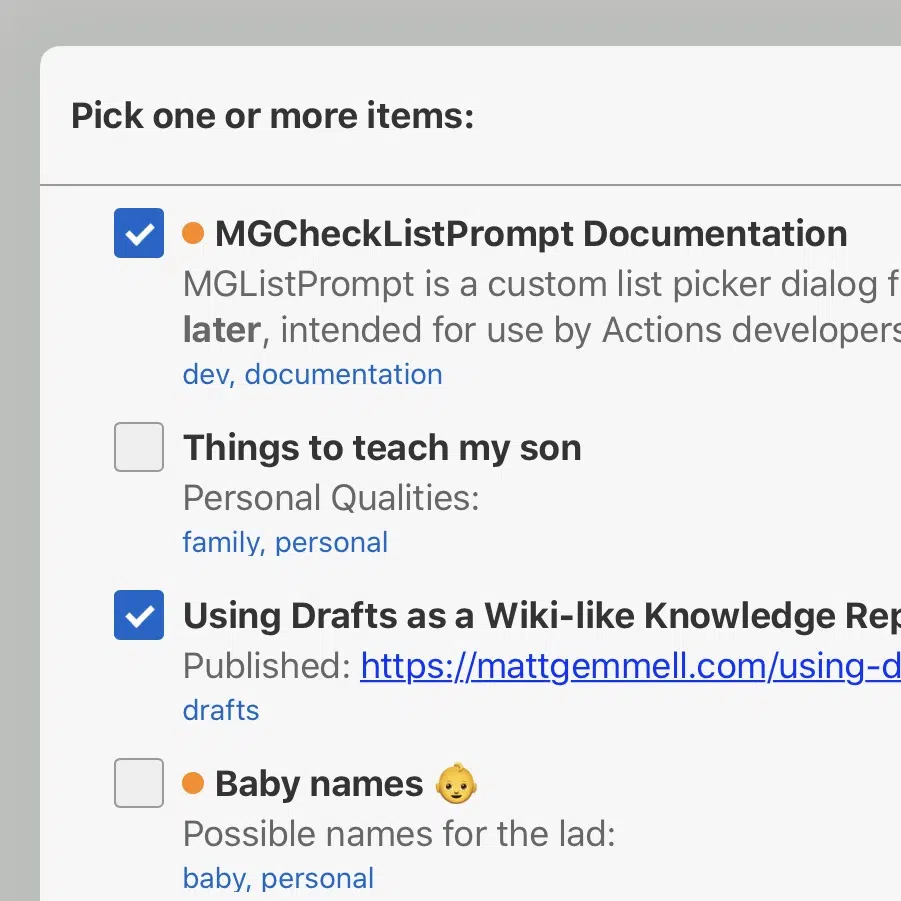 Pick one or more items:
MGCheckListPrompt Documentation
MGListPrompt is a custom list picker dialog
later, intended for use by Actions developers
dev, documentation
Things to teach my son
Personal Qualities:
family, personal
Using Drafts as a Wiki-like Knowledge
Published: https://mattgemmell.com/using-d
drafts
Baby names 👶
Possible names for the lad:
baby, personal